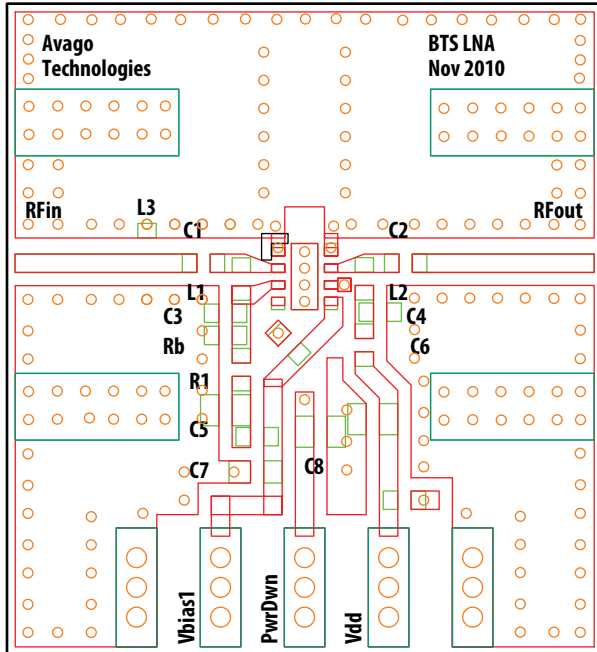 Avago
Technologies
BTS LNA
Nov 2010
RFin
L3
RFout
C1
C2
L1
L2
C3
C4
Rb
C6
R1
C5
C7
C8
Vbias1
PwrDwn
Vdd